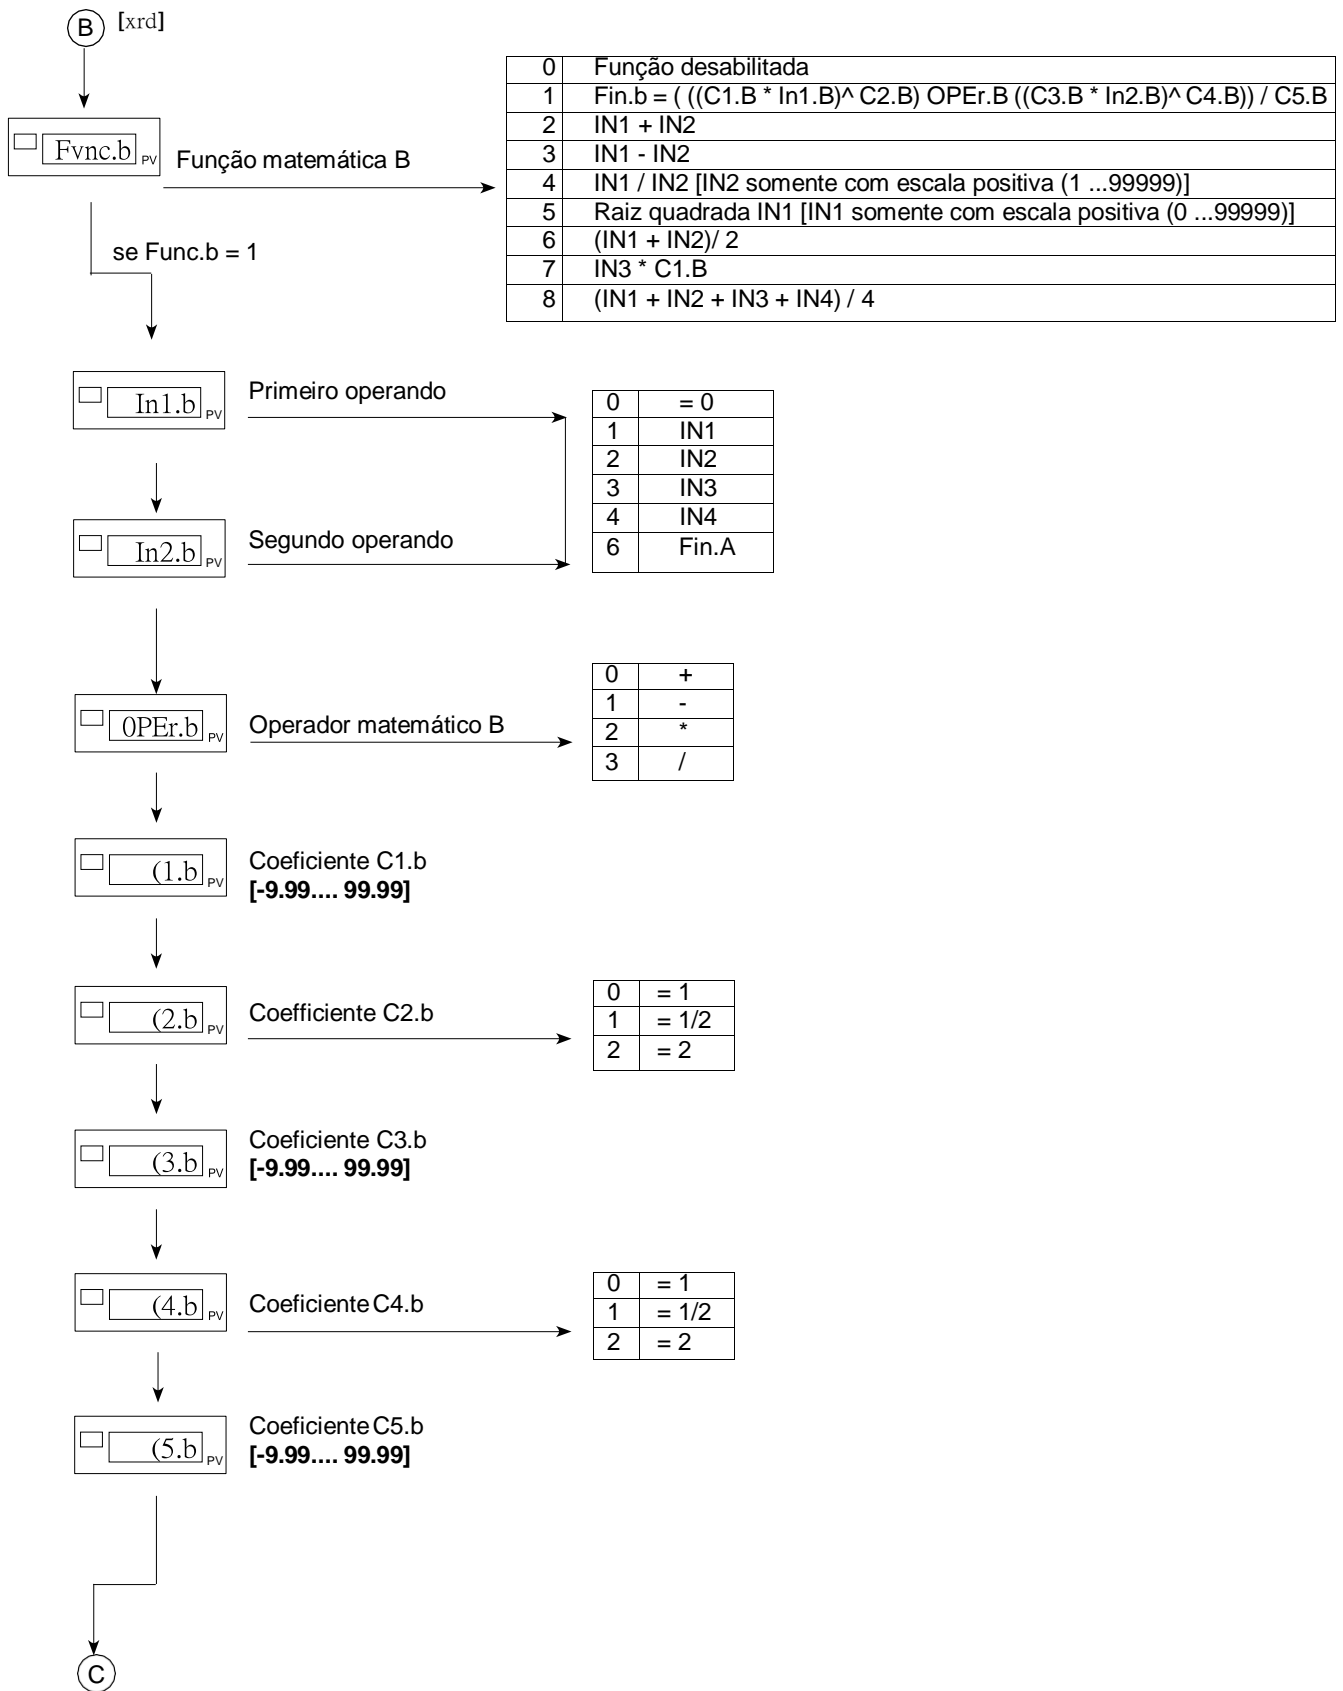 B [xrd]
0 Função desabilitada
1 Fin.b = ( ((C1.B * In1.B)^ C2.B) OPEr.B ((C3.B * In2.B)^ C4.B)) / C5.B
2 IN1 + IN2
3 IN1 - IN2
4 IN1 / IN2 [IN2 somente com escala positiva (1 ...99999)]
5 Raiz quadrada IN1 [IN1 somente com escala positiva (0 ...99999)]
6 (IN1 + IN2)/ 2
7 IN3 * C1.B
8 (IN1 + IN2 + IN3 + IN4) / 4
Fvnc.b PV
Função matemática B
se Func.b = 1
In1.b PV
Primeiro operando
0 = 0
1 IN1
2 IN2
3 IN3
4 IN4
6 Fin.A
In2.b PV
Segundo operando
0PEr.b PV
Operador matemático B
0 +
1 -
2 *
3 /
(1.b PV
Coeficiente C1.b
[-9.99.... 99.99]
(2.b PV
Coefficiente C2.b
0 = 1
1 = 1/2
2 = 2
(3.b PV
Coeficiente C3.b
[-9.99.... 99.99]
(4.b PV
Coeficiente C4.b
0 = 1
1 = 1/2
2 = 2
(5.b PV
Coeficiente C5.b
[-9.99.... 99.99]
C